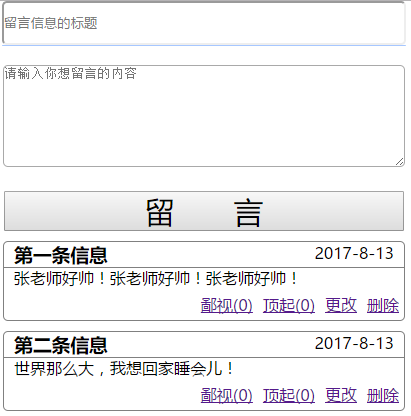 留言信息的标题
请输入你想留言的内容
留 言
第一条信息 2017-8-13
张老师好帅！张老师好帅！张老师好帅！
鄙视(0) 顶起(0) 更改 删除
第二条信息 2017-8-13
世界那么大，我想回家睡会儿！
鄙视(0) 顶起(0) 更改 删除